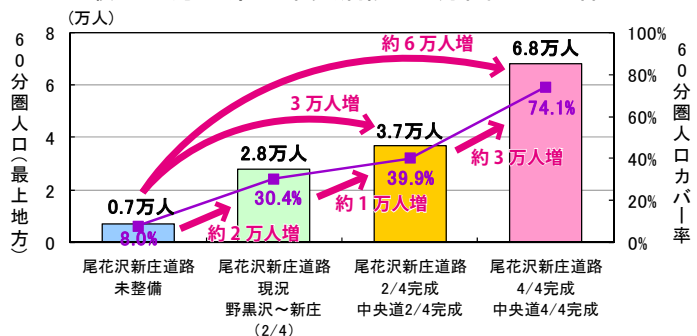 (万人)
60分圏人口(最上地方)
8
6
4
2
0
100%
80%
60%
40%
20%
0%
60分圏人口カバー率
約6万人増
6.8万人
3万人増
3.7万人
2.8万人
0.7万人
74.1%
39.9%
30.4%
8.0%
約3万人増
約1万人増
約2万人増
尾花沢新庄道路
未整備
尾花沢新庄道路
現況
野黒沢～新庄
(2/4)
尾花沢新庄道路
2/4完成
中央道2/4完成
尾花沢新庄道路
4/4完成
中央道4/4完成